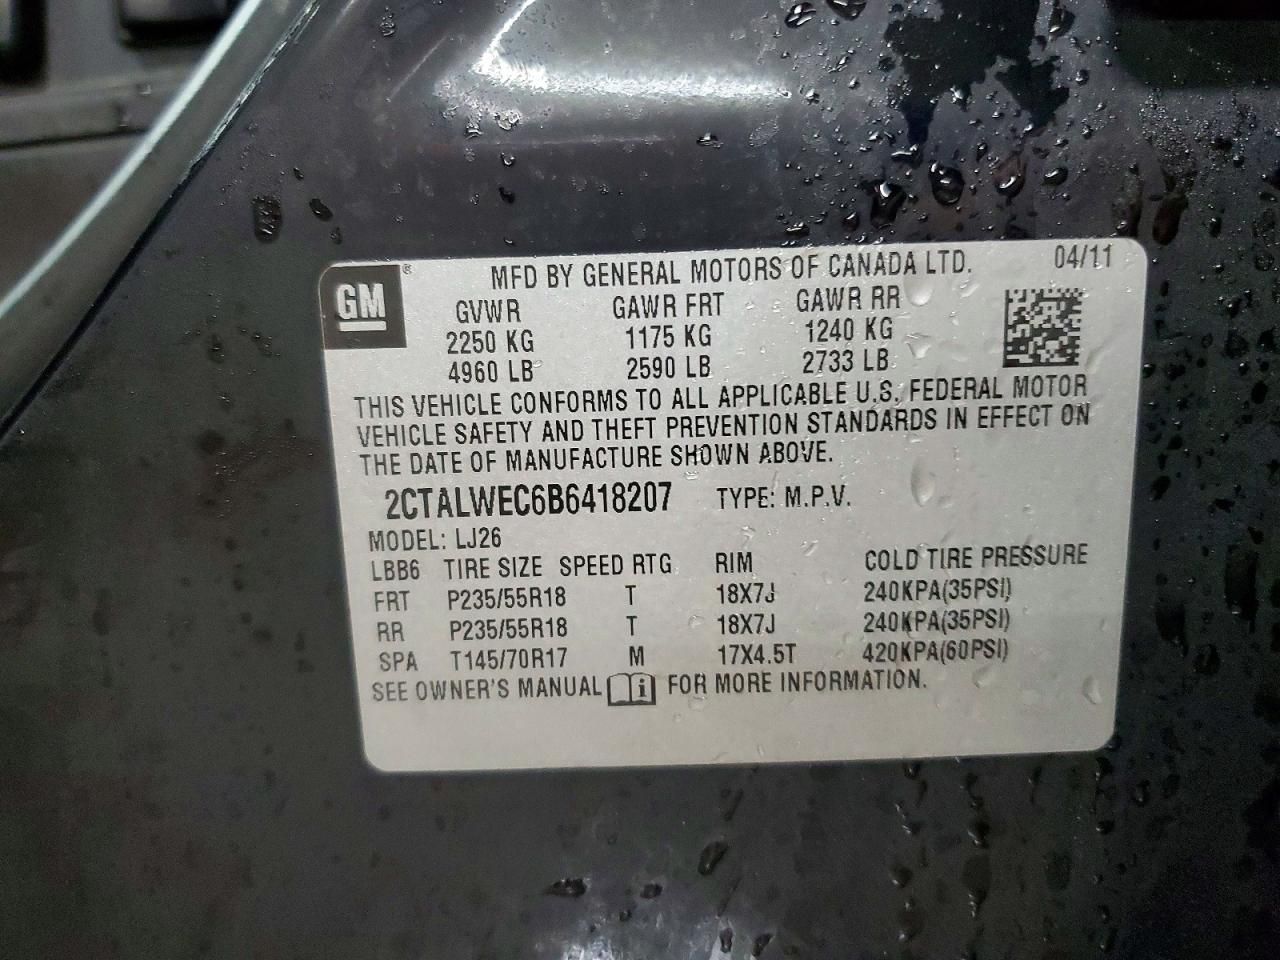 GM® MFD BY GENERAL MOTORS OF CANADA LTD. 04/11
GVWR GAWR FRT GAWR RR
2250 KG 1175 KG 1240 KG
4960 LB 2590 LB 2733 LB
THIS VEHICLE CONFORMS TO ALL APPLICABLE U.S. FEDERAL MOTOR
VEHICLE SAFETY AND THEFT PREVENTION STANDARDS IN EFFECT ON
THE DATE OF MANUFACTURE SHOWN ABOVE.
2CTALWEC6B6418207 TYPE: M.P.V.
MODEL: LJ26
LBB6 TIRE SIZE SPEED RTG RIM COLD TIRE PRESSURE
FRT P235/55R18 T 18X7J 240KPA(35PSI)
RR P235/55R18 T 18X7J 240KPA(35PSI)
SPA T145/70R17 M 17X4.5T 420KPA(60PSI)
SEE OWNER'S MANUAL i FOR MORE INFORMATION.